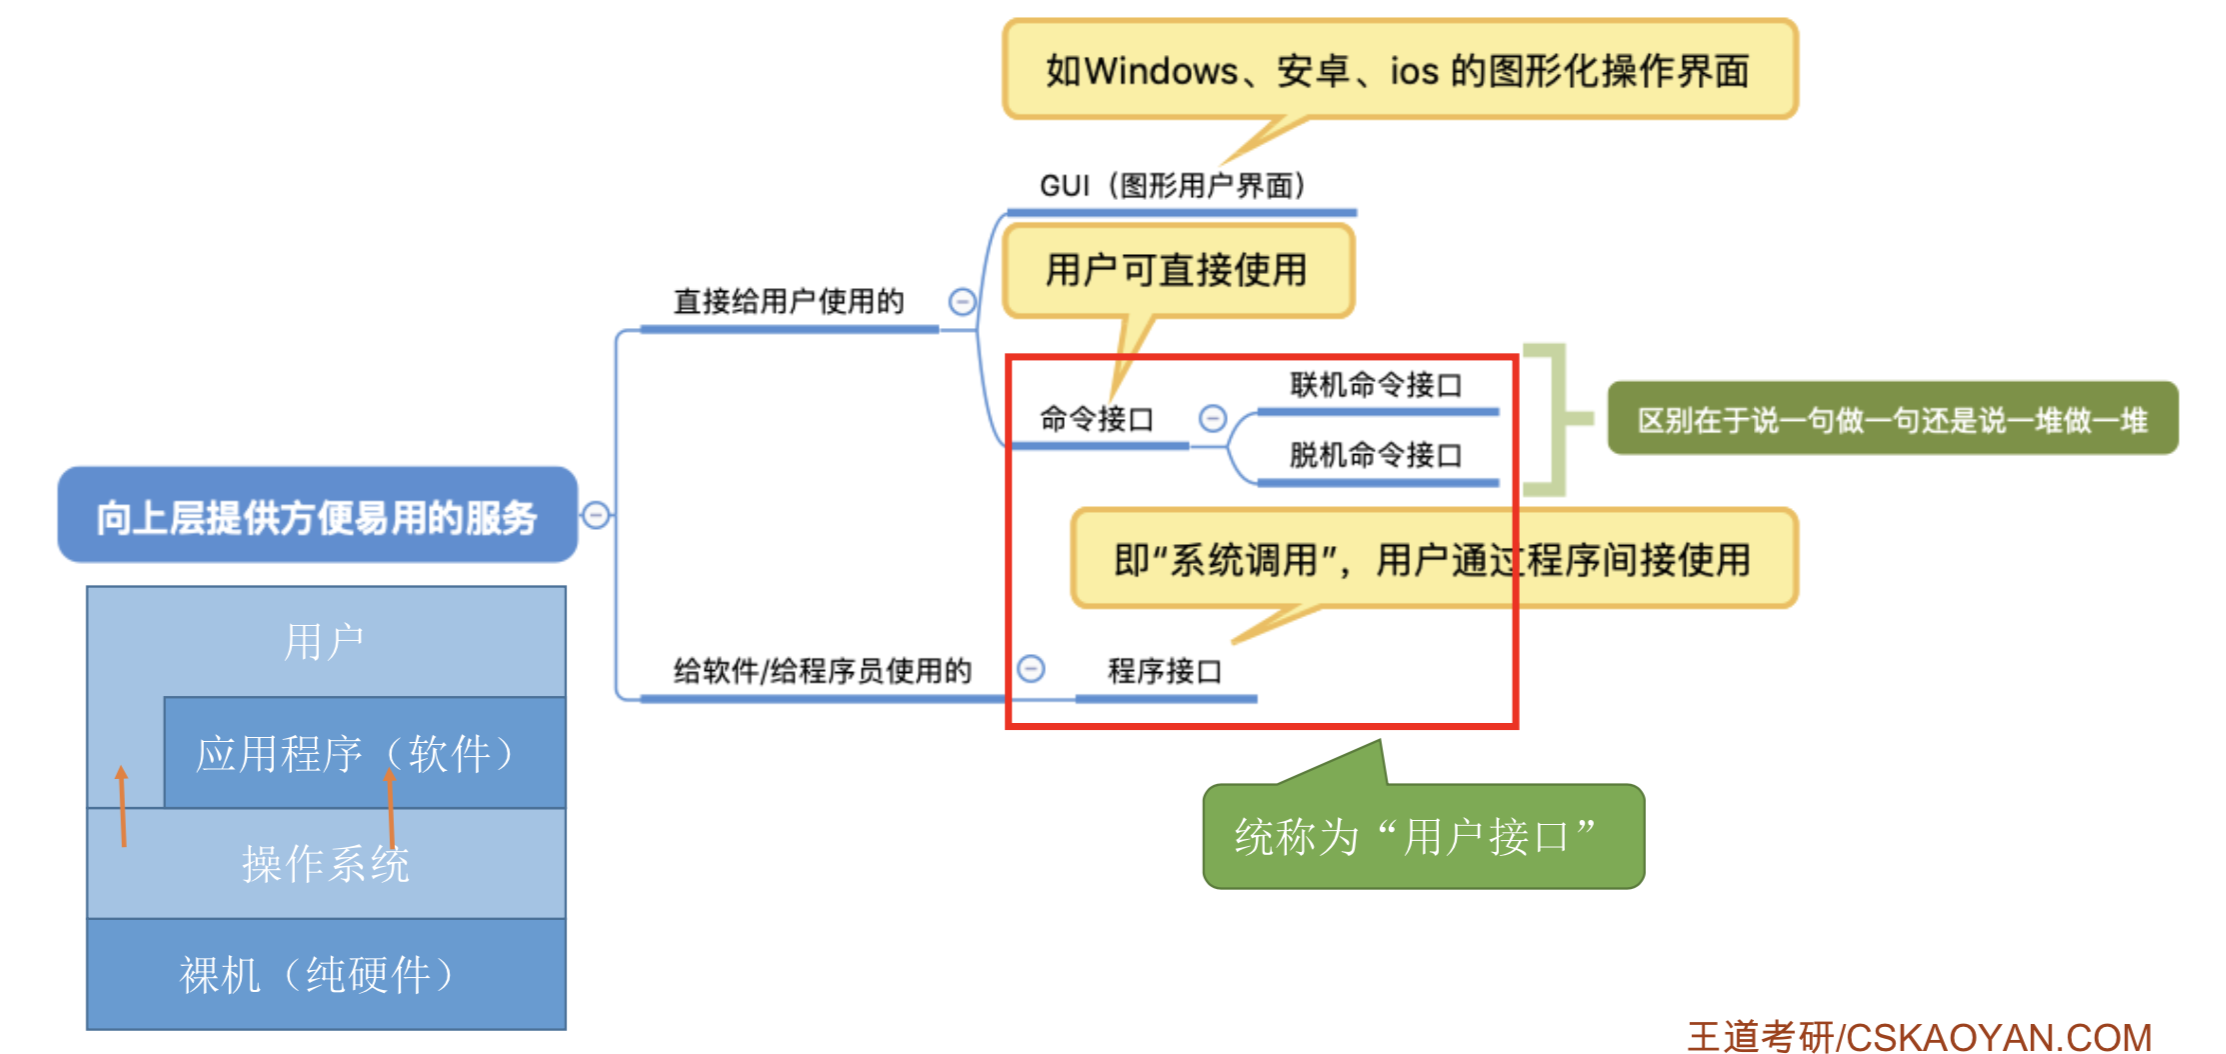 如Windows、安卓、ios 的图形化操作界面
GUI（图形用户界面）
用户可直接使用
直接给用户使用的
联机命令接口
命令接口
脱机命令接口
区别在于说一句做一句还是说一堆做一堆
向上层提供方便易用的服务
即“系统调用”，用户通过程序间接使用
给软件/给程序员使用的
程序接口
统称为“用户接口”
用户
应用程序（软件）
操作系统
裸机（纯硬件）
王道考研/CSKAOYAN.COM